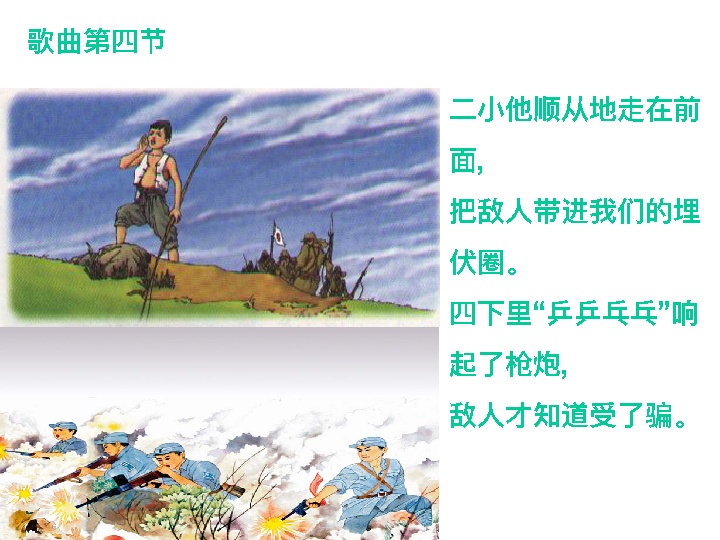 歌曲第四节
二小他顺从地走在前
面,
把敌人带进我们的埋
伏圈。
四下里“乒乒乓乓”响
起了枪炮,
敌人才知道受了骗。